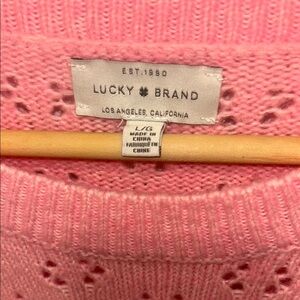 EST.1990
LUCKY BRAND
LOS ANGELES, CALIFORNIA
L/G
MADE IN
CHINA
FABRIQUÉ EN
CHINE